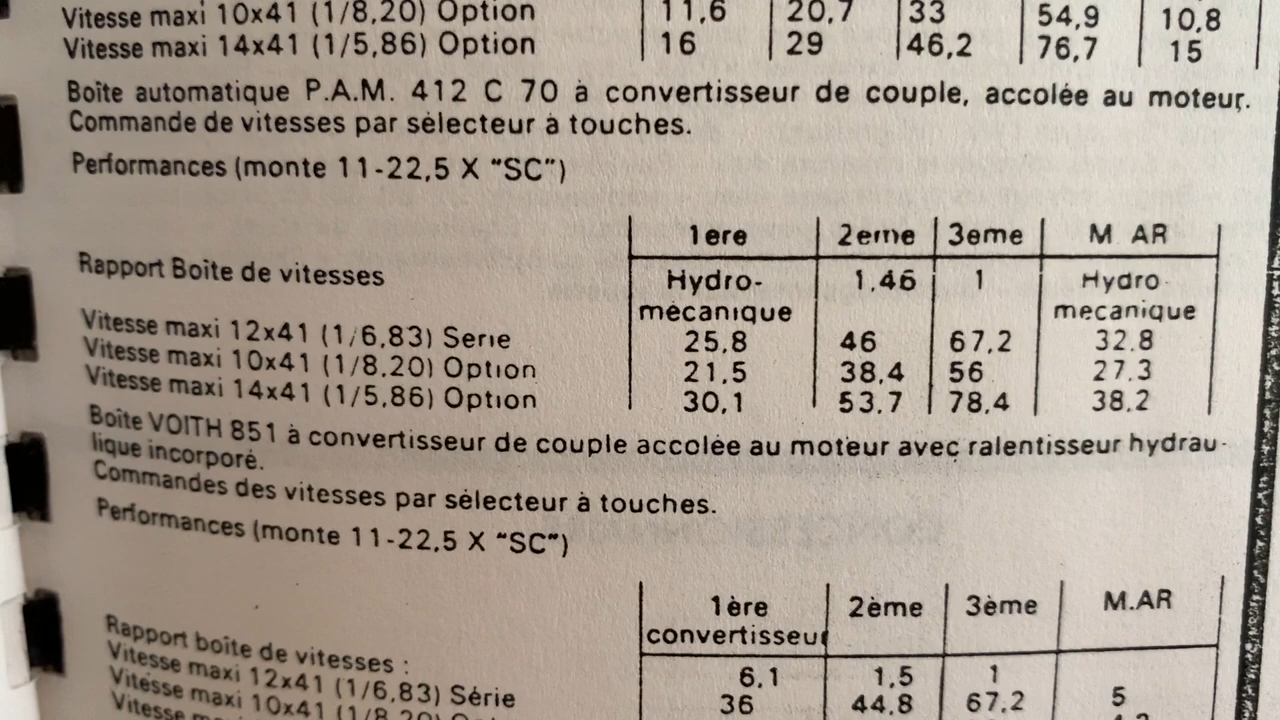 Vitesse maxi 10x41 (1/8,20) Option 11,6 20,7 33 54,9 10,8
Vitesse maxi 14x41 (1/5,86) Option 16 29 46,2 76,7 15
Boîte automatique P.A.M. 412 C 70 à convertisseur de couple, accolée au moteur.
Commande de vitesses par sélecteur à touches.
Performances (monte 11-22,5 X "SC")
1ere 2eme 3eme M AR
Rapport Boîte de vitesses Hydro- 1.46 1 Hydro
mécanique mecanique
Vitesse maxi 12x41 (1/6,83) Serie 25,8 46 67,2 32.8
Vitesse maxi 10x41 (1/8.20) Option 21,5 38,4 56 27.3
Vitesse maxi 14x41 (1/5,86) Option 30,1 53.7 78,4 38.2
Boîte VOITH 851 à convertisseur de couple accolée au moteur avec ralentisseur hydrau-
lique incorporé.
Commandes des vitesses par sélecteur à touches.
Performances (monte 11-22,5 X "SC")
1ère 2ème 3ème M.AR
convertisseur
Rapport boîte de vitesses : 6,1 1,5 1
Vitesse maxi 12x41 (1/6,83) Série 36 44,8 67,2 5
Vitesse maxi 10x41 (1/8,20)
Vitesse